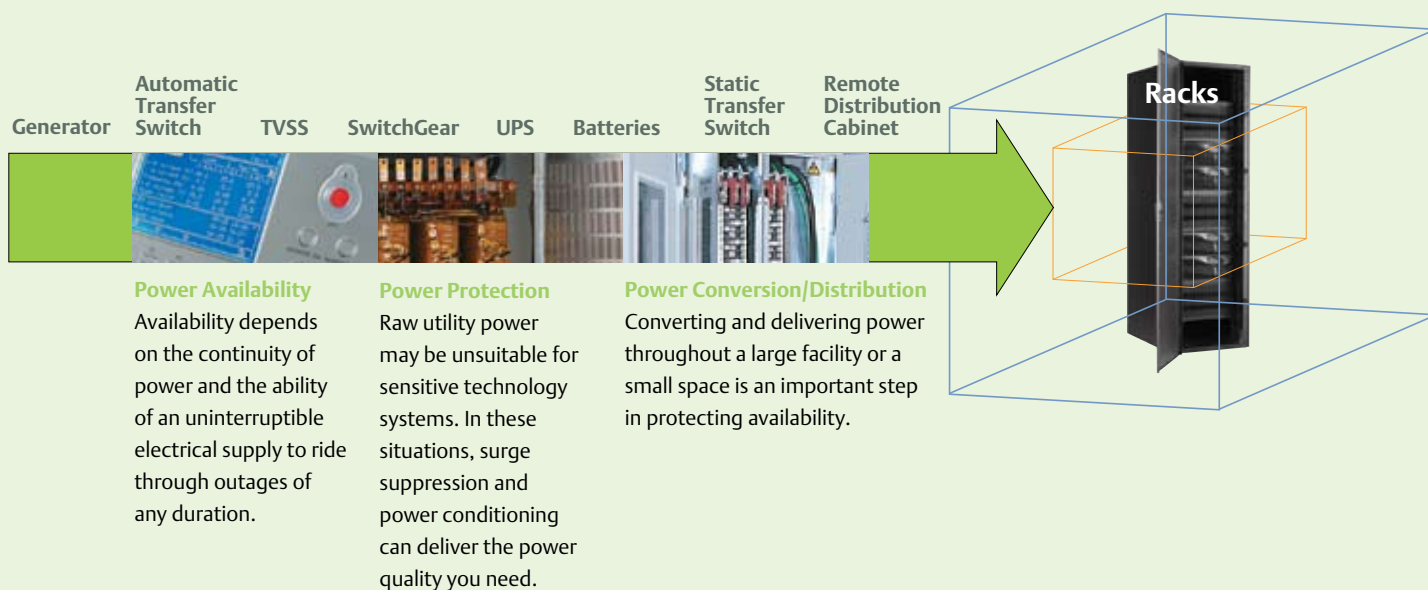 Generator
Automatic
Transfer
Switch
TVSS
SwitchGear
UPS
Batteries
Static
Transfer
Switch
Remote
Distribution
Cabinet
Racks
Power Availability
Availability depends
on the continuity of
power and the ability
of an uninterruptible
electrical supply to ride
through outages of
any duration.
Power Protection
Raw utility power
may be unsuitable for
sensitive technology
systems. In these
situations, surge
suppression and
power conditioning
can deliver the power
quality you need.
Power Conversion/Distribution
Converting and delivering power
throughout a large facility or a
small space is an important step
in protecting availability.